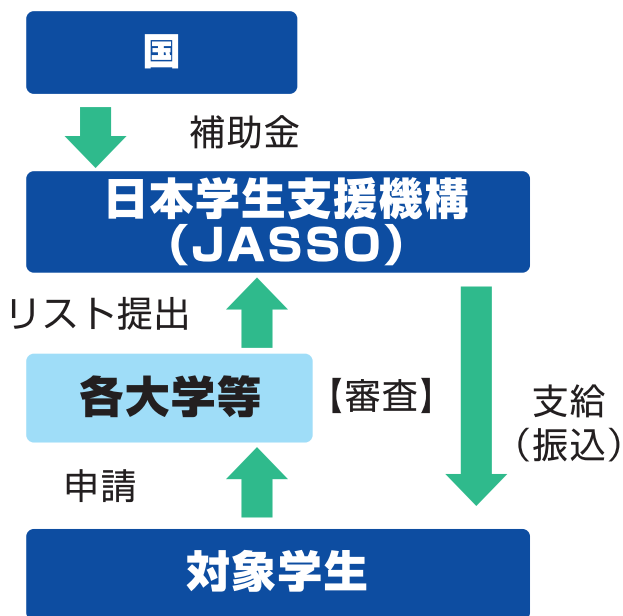 国
補助金
日本学生支援機構
（JASSO）
リスト提出
各大学等
【審査】
支給
（振込）
申請
対象学生